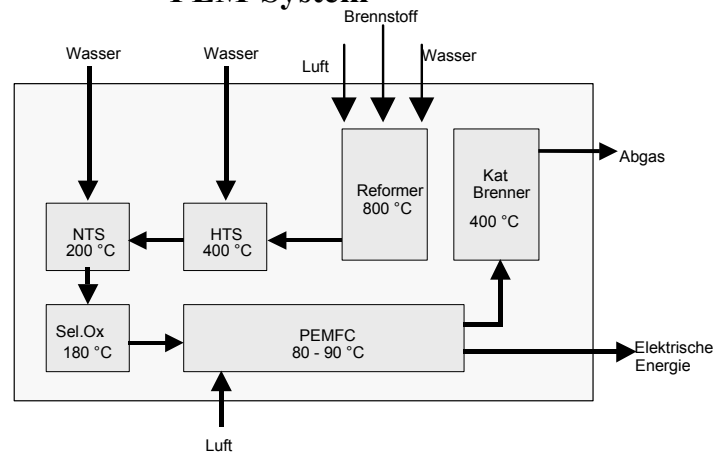 PEM-System
Brennstoff
Wasser
Wasser
Luft
Wasser
Reformer
800 °C
Kat
Brenner
400 °C
Abgas
NTS
200 °C
HTS
400 °C
Sel.Ox
180 °C
PEMFC
80 - 90 °C
Elektrische
Energie
Luft